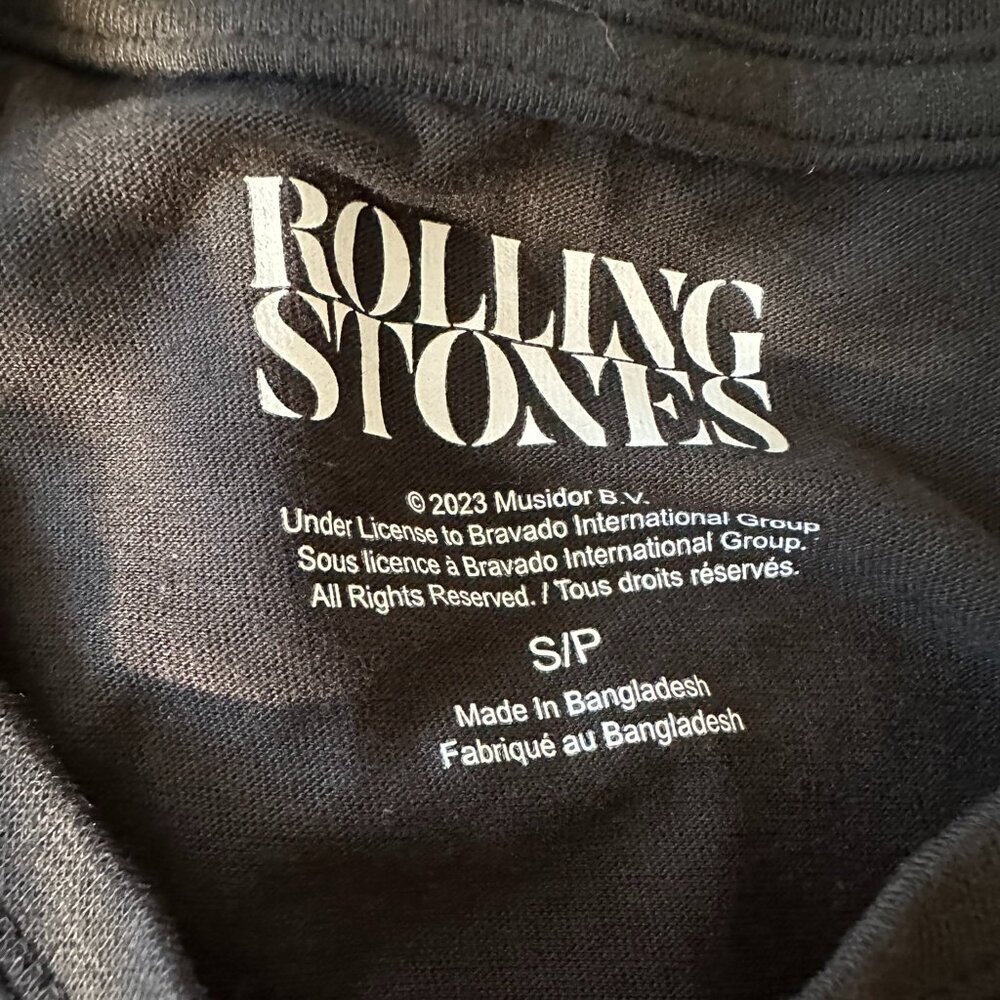 ROLLING
STONES
© 2023 Musidor B.V.
Under License to Bravado International Group
Sous licence à Bravado International Group.
All Rights Reserved. / Tous droits réservés.
S/P
Made In Bangladesh
Fabriqué au Bangladesh